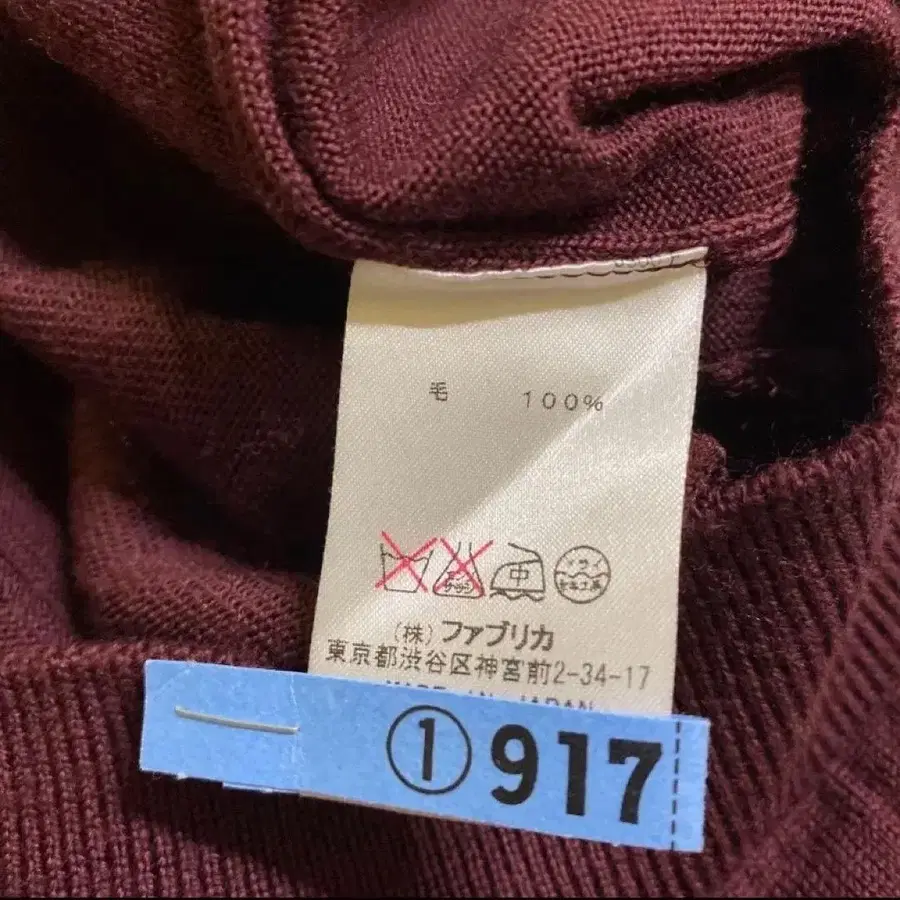 毛 100%
中
ドライ
(株) ファブリカ
東京都渋谷区神宮前2-34-17
MADE IN JAPAN
① 917